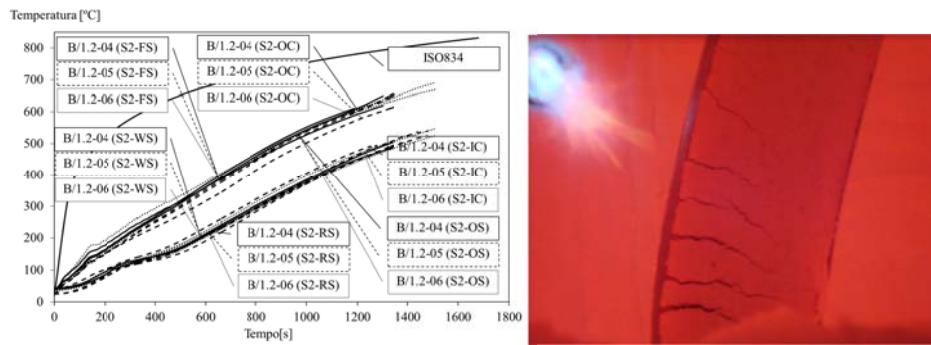 Temperatura [ºC]
800
700
600
500
400
300
200
100
0
B/1.2-04 (S2-FS)
B/1.2-05 (S2-FS)
B/1.2-06 (S2-FS)
B/1.2-04 (S2-OC)
B/1.2-05 (S2-OC)
B/1.2-06 (S2-OC)
ISO834
B/1.2-04 (S2-WS)
B/1.2-05 (S2-WS)
B/1.2-06 (S2-WS)
B/1.2-04 (S2-IC)
B/1.2-05 (S2-IC)
B/1.2-06 (S2-IC)
B/1.2-04 (S2-RS)
B/1.2-05 (S2-RS)
B/1.2-06 (S2-RS)
B/1.2-04 (S2-OS)
B/1.2-05 (S2-OS)
B/1.2-06 (S2-OS)
0 200 400 600 800 1000 1200 1400 1600 1800
Tempo[s]